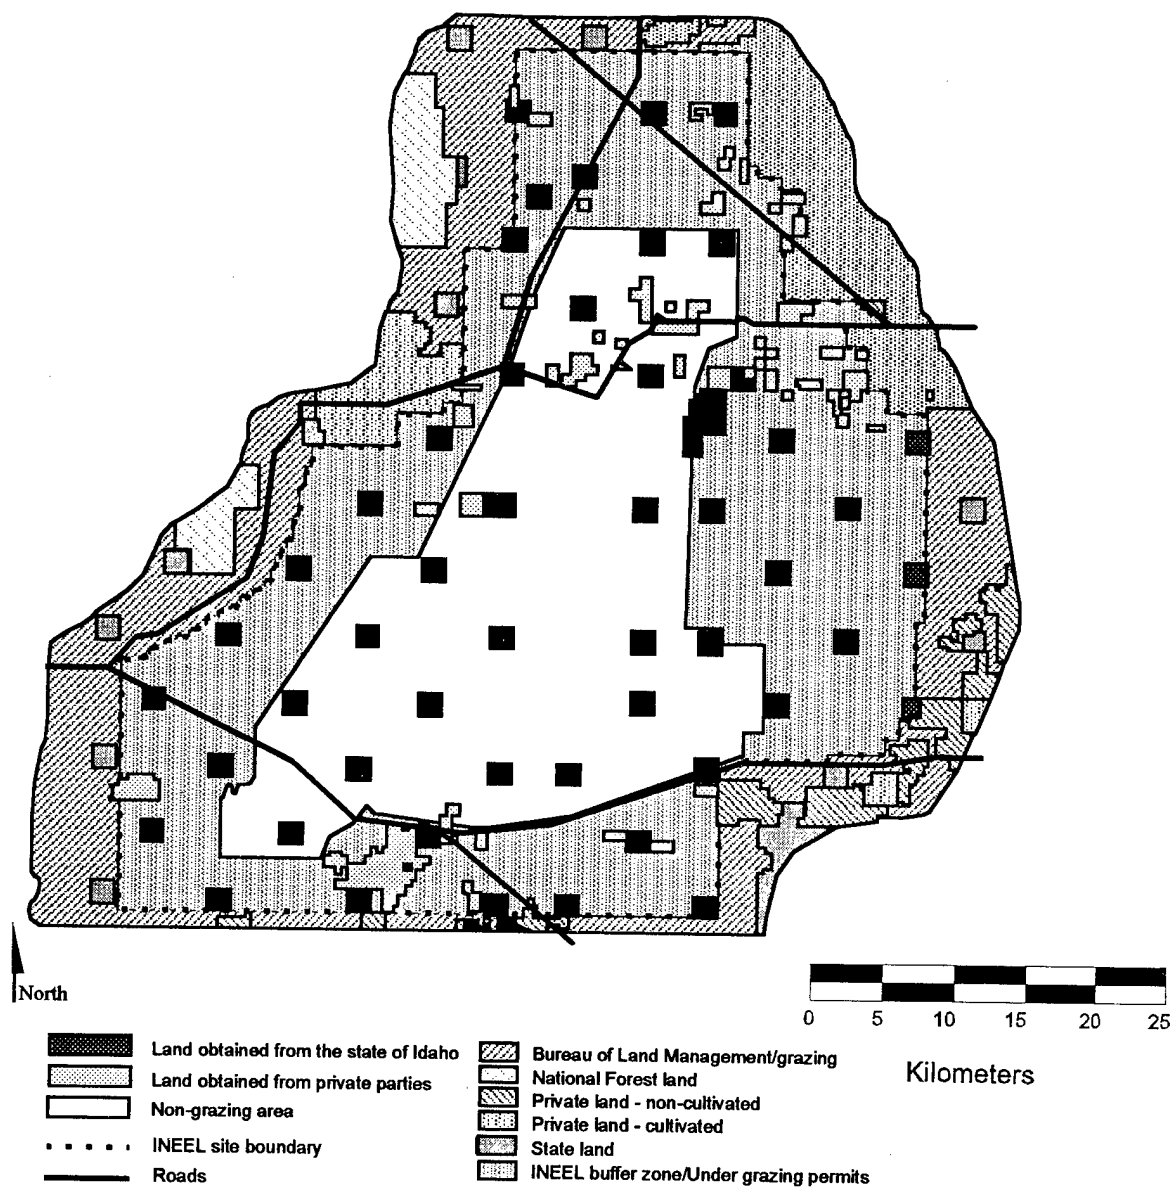 North
0 5 10 15 20 25
Kilometers
Land obtained from the state of Idaho
Land obtained from private parties
Non-grazing area
INEEL site boundary
Roads
Bureau of Land Management/grazing
National Forest land
Private land - non-cultivated
Private land - cultivated
State land
INEEL buffer zone/Under grazing permits